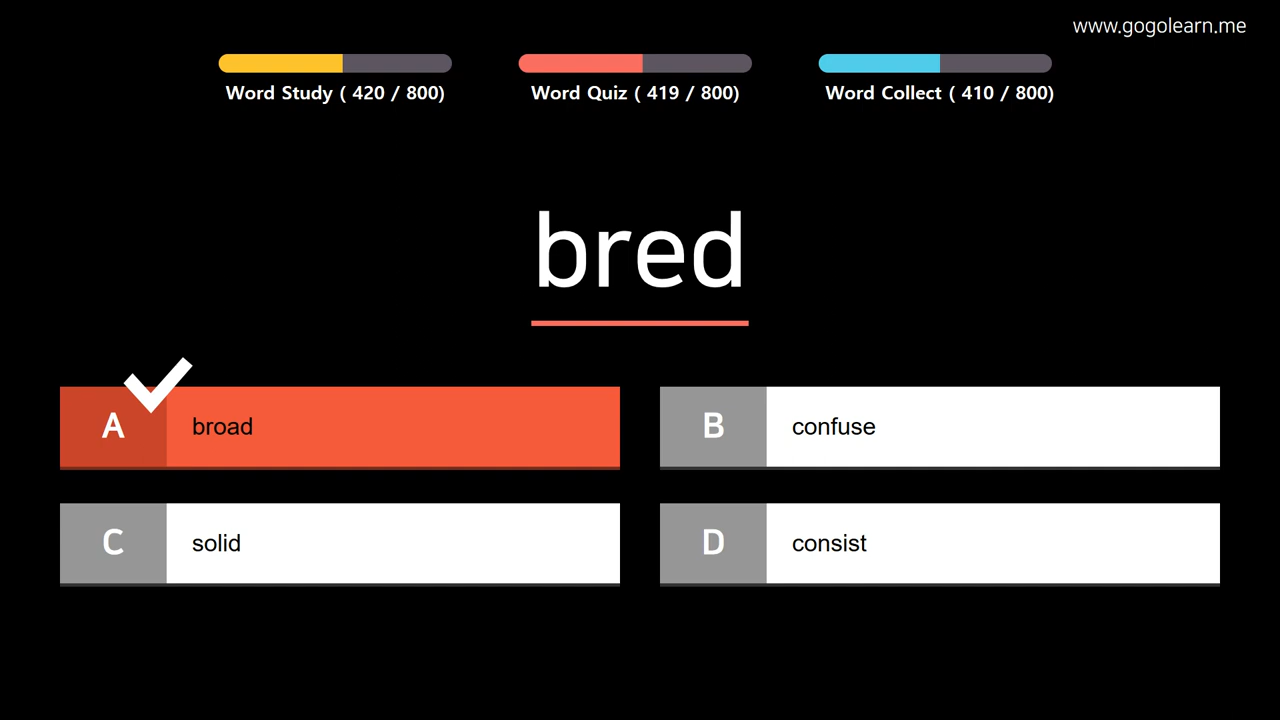 www.gogolearn.me
Word Study ( 420 / 800)
Word Quiz ( 419 / 800)
Word Collect ( 410 / 800)
bred
A broad
B confuse
C solid
D consist